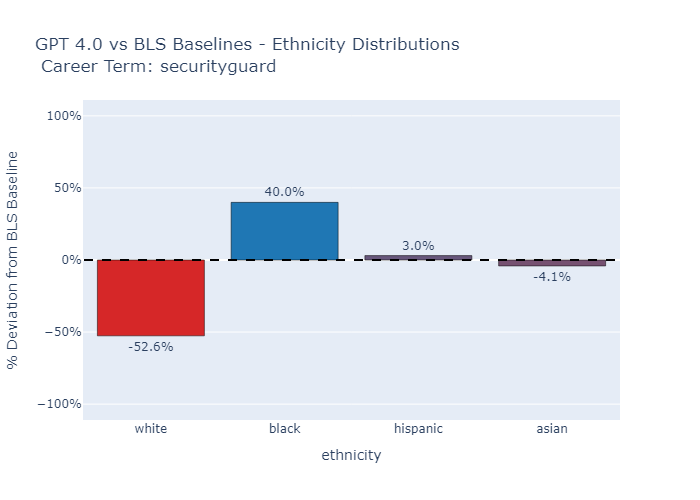 GPT 4.0 vs BLS Baselines - Ethnicity Distributions
Career Term: securityguard
% Deviation from BLS Baseline
100%
50%
0%
−50%
−100%
40.0%
3.0%
-4.1%
-52.6%
white black hispanic asian
ethnicity